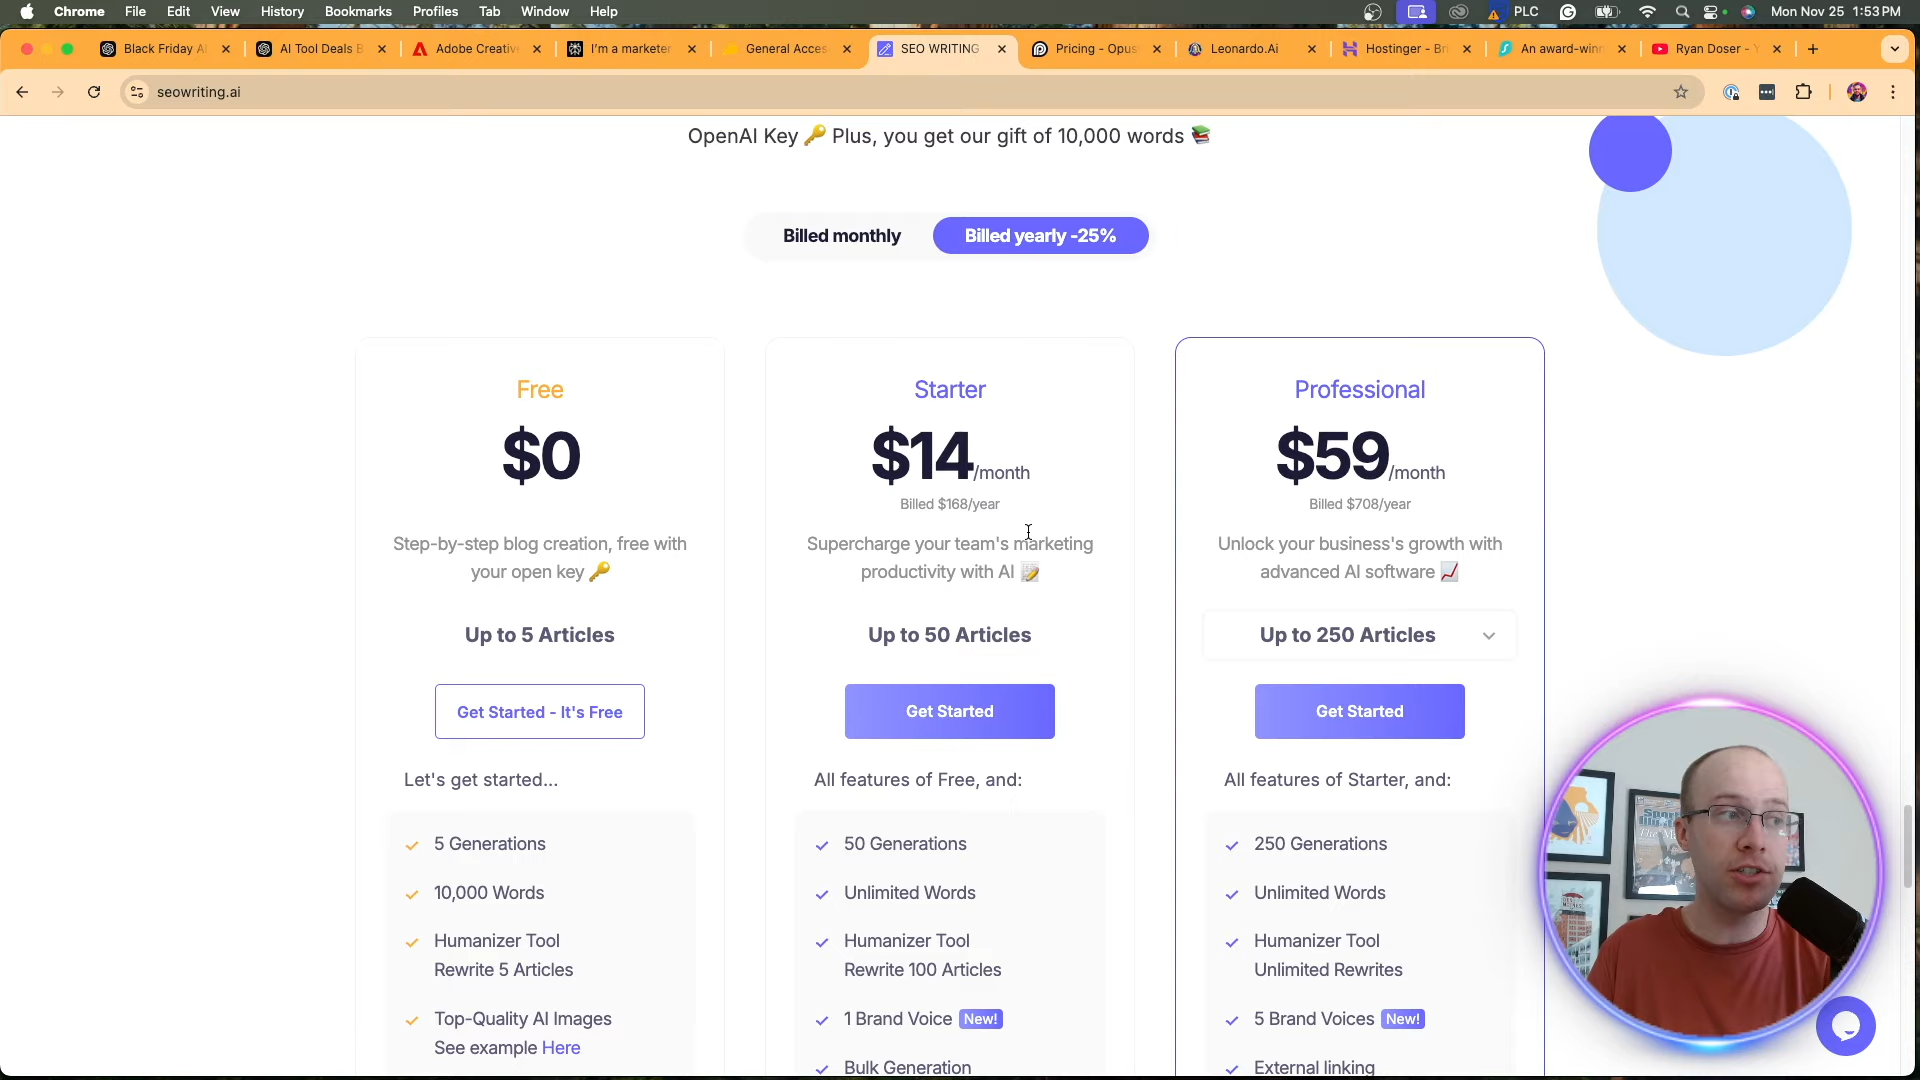 Chrome File Edit View History Bookmarks Profiles Tab Window Help PLC Mon Nov 25 1:53 PM
Black Friday AI AI Tool Deals B Adobe Creativ I'm a marketer General Acces SEO WRITING Pricing - Opus Leonardo.Ai Hostinger - Bri An award-winn Ryan Doser - Y
seowriting.ai
OpenAI Key 🔑 Plus, you get our gift of 10,000 words 📚
Billed monthly Billed yearly -25%
Free
$0
Step-by-step blog creation, free with
your open key 🔑
Up to 5 Articles
Get Started - It's Free
Let's get started...
5 Generations
10,000 Words
Humanizer Tool
Rewrite 5 Articles
Top-Quality AI Images
See example Here
Starter
$14/month
Billed $168/year
Supercharge your team's marketing
productivity with AI 📝
Up to 50 Articles
Get Started
All features of Free, and:
50 Generations
Unlimited Words
Humanizer Tool
Rewrite 100 Articles
1 Brand Voice New!
Bulk Generation
Professional
$59/month
Billed $708/year
Unlock your business's growth with
advanced AI software 📈
Up to 250 Articles
Get Started
All features of Starter, and:
250 Generations
Unlimited Words
Humanizer Tool
Unlimited Rewrites
5 Brand Voices New!
External linking